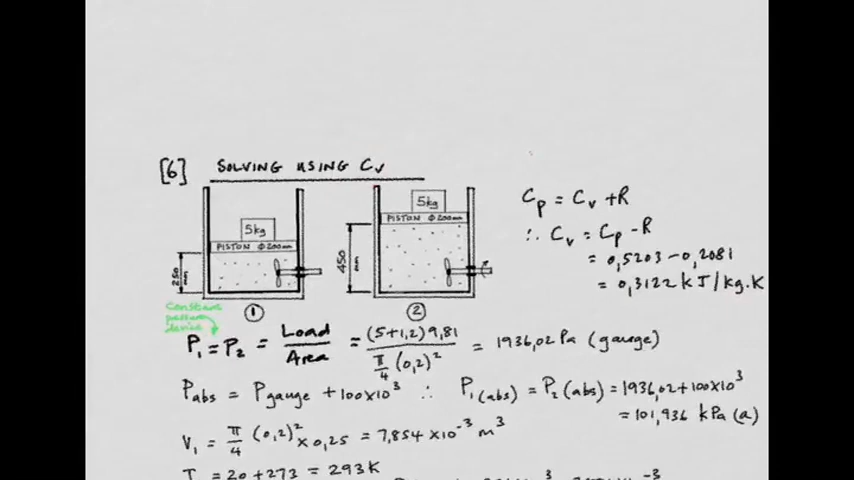 [6] SOLVING USING Cv
5kg
PISTON Φ200mm
250 mm
1
5kg
PISTON Φ200mm
450 mm
2
Cp = Cv + R
∴ Cv = Cp - R
= 0,5203 - 0,2081
= 0,3122 kJ/kg.K
Constant
pressure
device
P1 = P2 = Load/Area = (5+1,2)9,81 / π/4 (0,2)² = 1936,02 Pa (gauge)
Pabs = Pgauge + 100x10³ ∴ P1(abs) = P2(abs) = 1936,02 + 100x10³
= 101,936 kPa(a)
V1 = π/4 (0,2)² x 0,25 = 7,854 x10⁻³ m³
= 20 + 273 = 293K